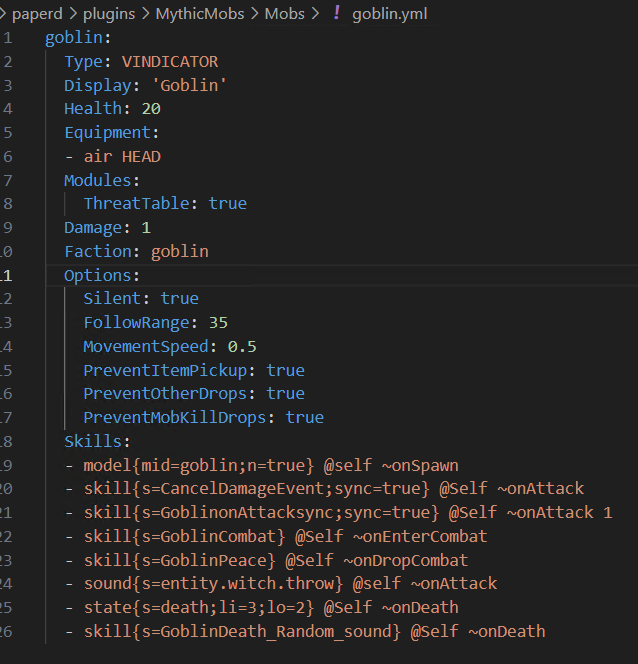 paperd > plugins > MythicMobs > Mobs > ! goblin.yml
1 goblin:
2 Type: VINDICATOR
3 Display: 'Goblin'
4 Health: 20
5 Equipment:
6 - air HEAD
7 Modules:
8 ThreatTable: true
9 Damage: 1
10 Faction: goblin
11 Options:
12 Silent: true
13 FollowRange: 35
14 MovementSpeed: 0.5
15 PreventItemPickup: true
16 PreventOtherDrops: true
17 PreventMobKillDrops: true
18 Skills:
19 - model{mid=goblin;n=true} @self ~onSpawn
20 - skill{s=CancelDamageEvent;sync=true} @Self ~onAttack
21 - skill{s=GoblinonAttacksync;sync=true} @Self ~onAttack 1
22 - skill{s=GoblinCombat} @Self ~onEnterCombat
23 - skill{s=GoblinPeace} @Self ~onDropCombat
24 - sound{s=entity.witch.throw} @self ~onAttack
25 - state{s=death;li=3;lo=2} @Self ~onDeath
26 - skill{s=GoblinDeath_Random_sound} @Self ~onDeath